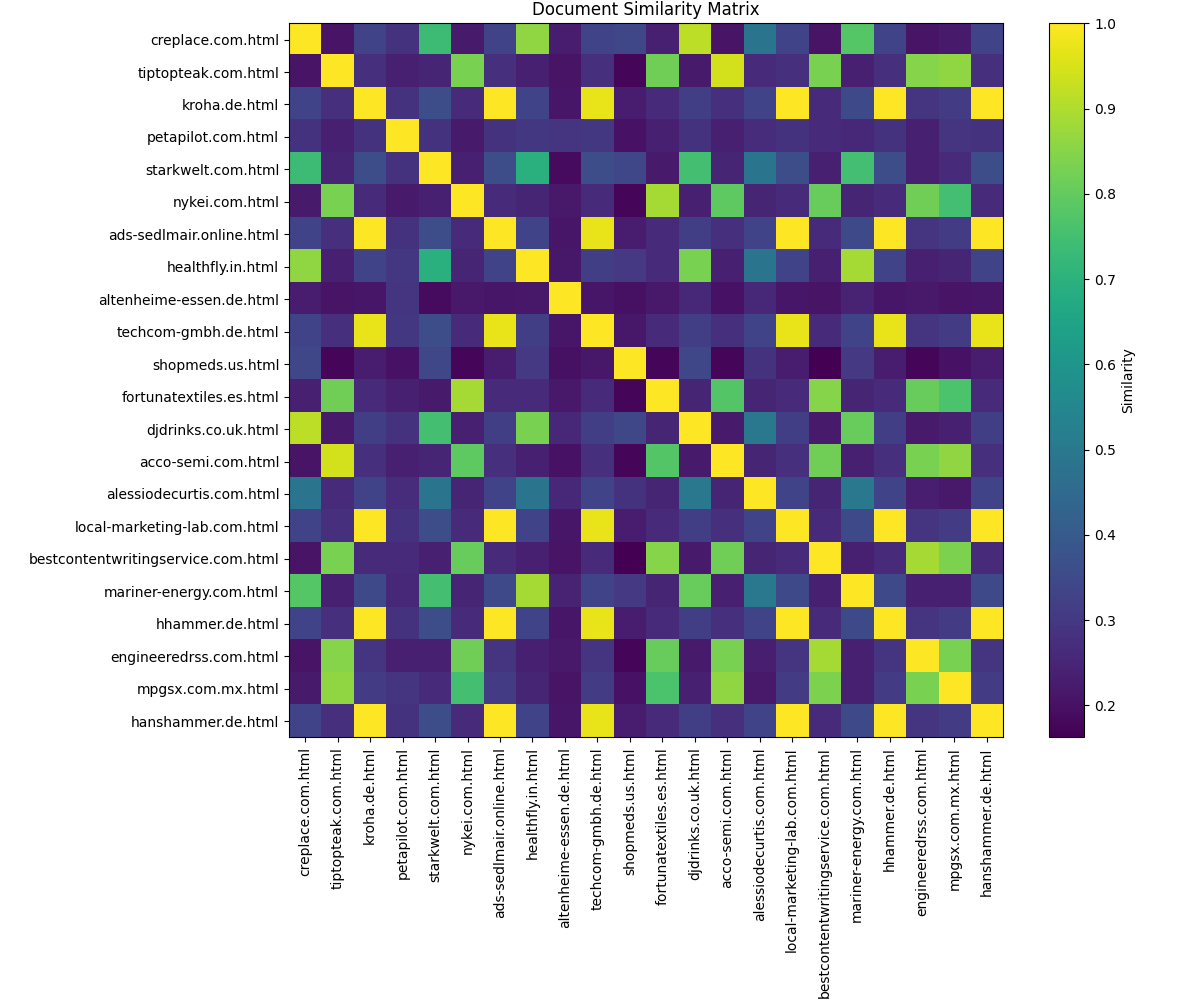 Document Similarity Matrix
creplace.com.html
tiptopteak.com.html
kroha.de.html
petapilot.com.html
starkwelt.com.html
nykei.com.html
ads-sedlmair.online.html
healthfly.in.html
altenheime-essen.de.html
techcom-gmbh.de.html
shopmeds.us.html
fortunatextiles.es.html
djdrinks.co.uk.html
acco-semi.com.html
alessiodecurtis.com.html
local-marketing-lab.com.html
bestcontentwritingservice.com.html
mariner-energy.com.html
hhammer.de.html
engineeredrss.com.html
mpgsx.com.mx.html
hanshammer.de.html
creplace.com.html
tiptopteak.com.html
kroha.de.html
petapilot.com.html
starkwelt.com.html
nykei.com.html
ads-sedlmair.online.html
healthfly.in.html
altenheime-essen.de.html
techcom-gmbh.de.html
shopmeds.us.html
fortunatextiles.es.html
djdrinks.co.uk.html
acco-semi.com.html
alessiodecurtis.com.html
local-marketing-lab.com.html
bestcontentwritingservice.com.html
mariner-energy.com.html
hhammer.de.html
engineeredrss.com.html
mpgsx.com.mx.html
hanshammer.de.html
1.0
0.9
0.8
0.7
0.6
0.5
0.4
0.3
0.2
Similarity